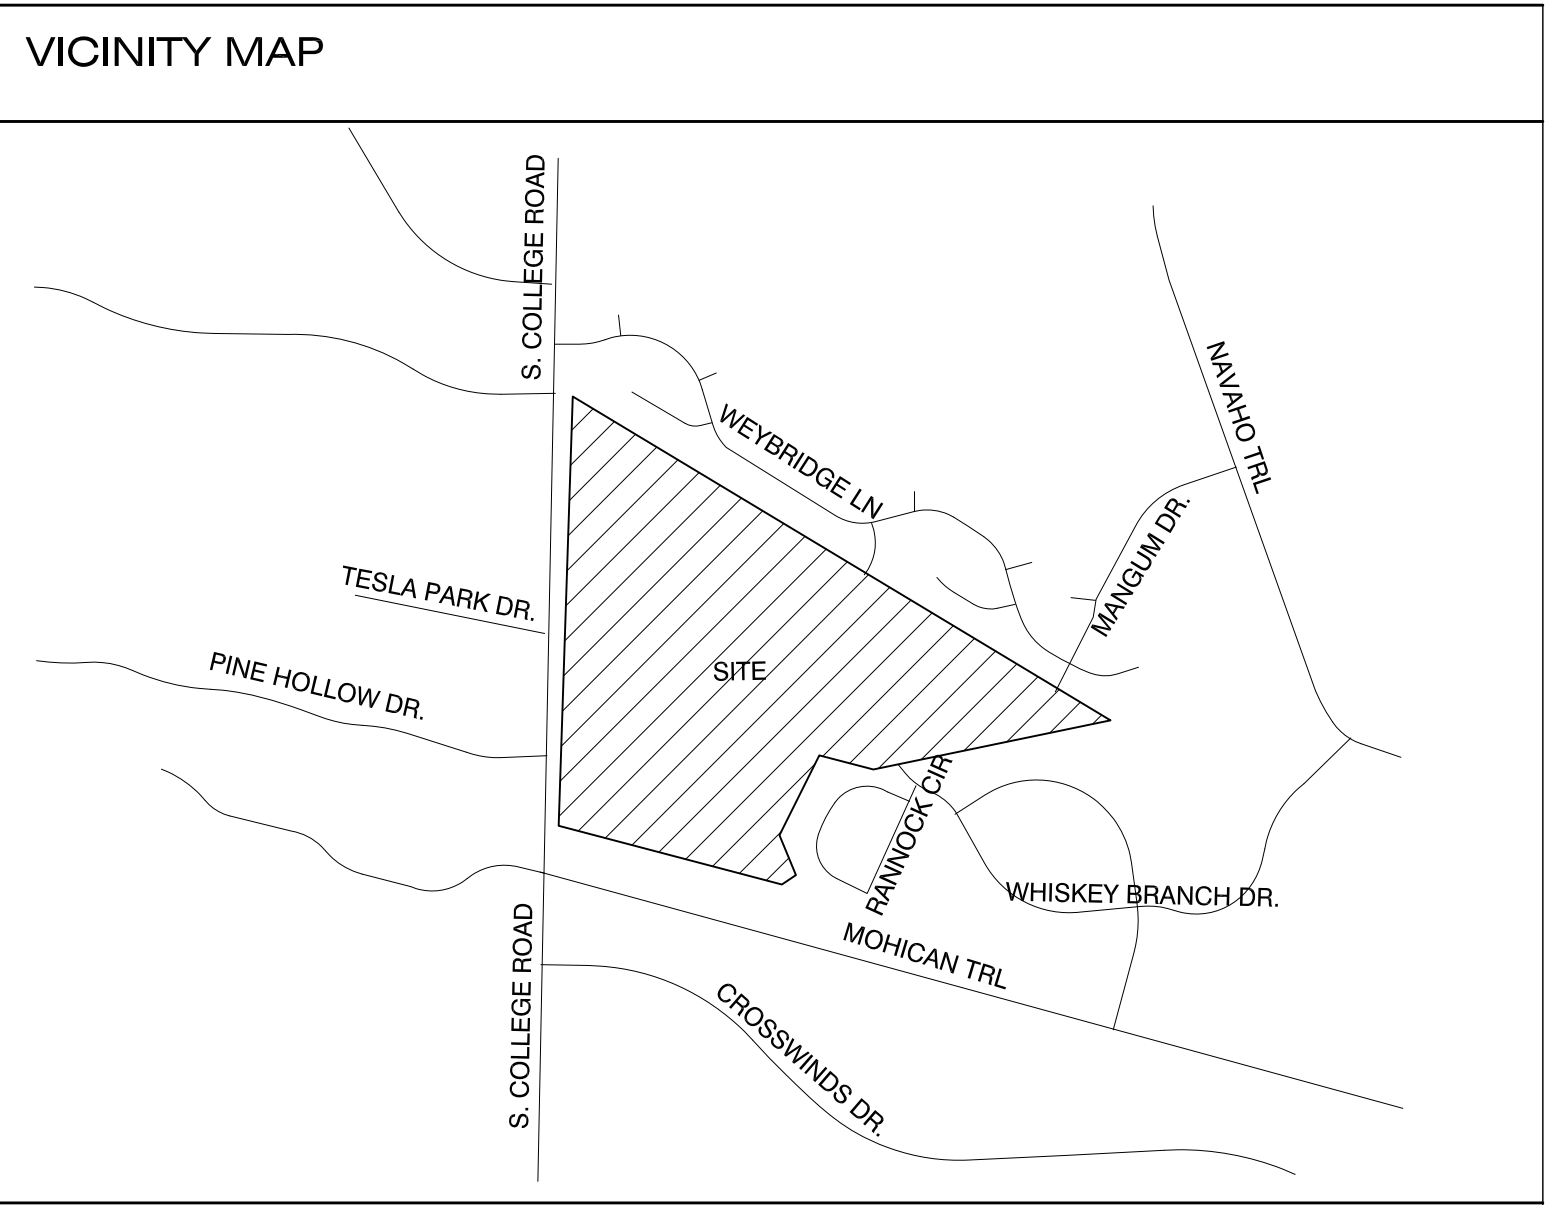 VICINITY MAP
S. COLLEGE ROAD
NAVAHO TRL
WEYBRIDGE LN
MANGUM DR.
TESLA PARK DR.
PINE HOLLOW DR.
SITE
RANNOCK CIR
WHISKEY BRANCH DR.
MOHICAN TRL
S. COLLEGE ROAD
CROSSWINDS DR.